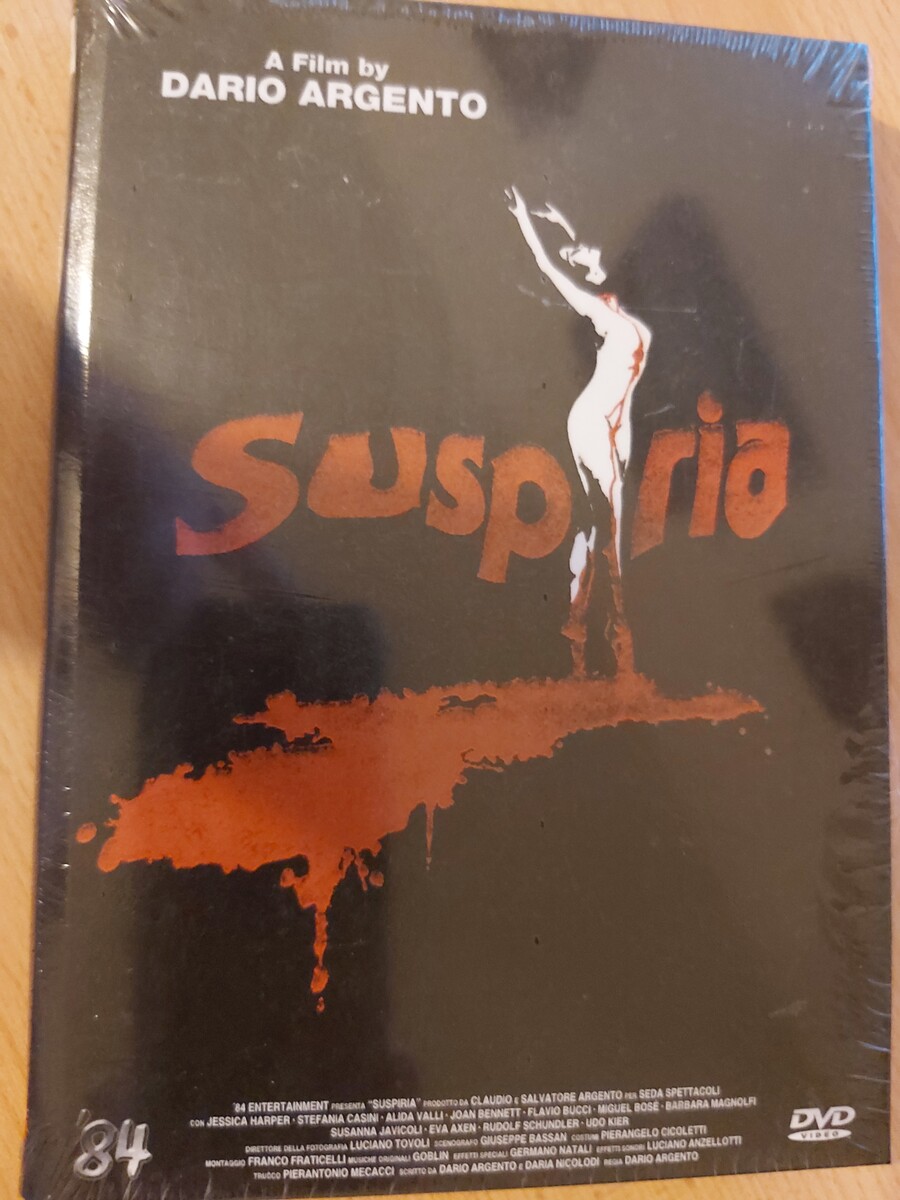 A Film by
DARIO ARGENTO
Suspiria
'84 ENTERTAINMENT PRESENTA "SUSPIRIA" PRODOTTO DA CLAUDIO E SALVATORE ARGENTO PER SEDA SPETTACOLI
CON JESSICA HARPER · STEFANIA CASINI · ALIDA VALLI · JOAN BENNETT · FLAVIO BUCCI · MIGUEL BOSÉ · BARBARA MAGNOLFI
SUSANNA JAVICOLI · EVA AXEN · RUDOLF SCHUNDLER · UDO KIER
DIRETTORE DELLA FOTOGRAFIA LUCIANO TOVOLI SCENOGRAFO GIUSEPPE BASSAN COSTUMI PIERANGELO CICOLETTI
MONTAGGIO FRANCO FRATICELLI MUSICHE ORIGINALI GOBLIN EFFETTI SPECIALI GERMANO NATALI EFFETTI SONORI LUCIANO ANZELLOTTI
TRUCCO PIERANTONIO MECACCI SCRITTO DA DARIO ARGENTO E DARIA NICOLODI REGIA DARIO ARGENTO
'84
DVD
VIDEO